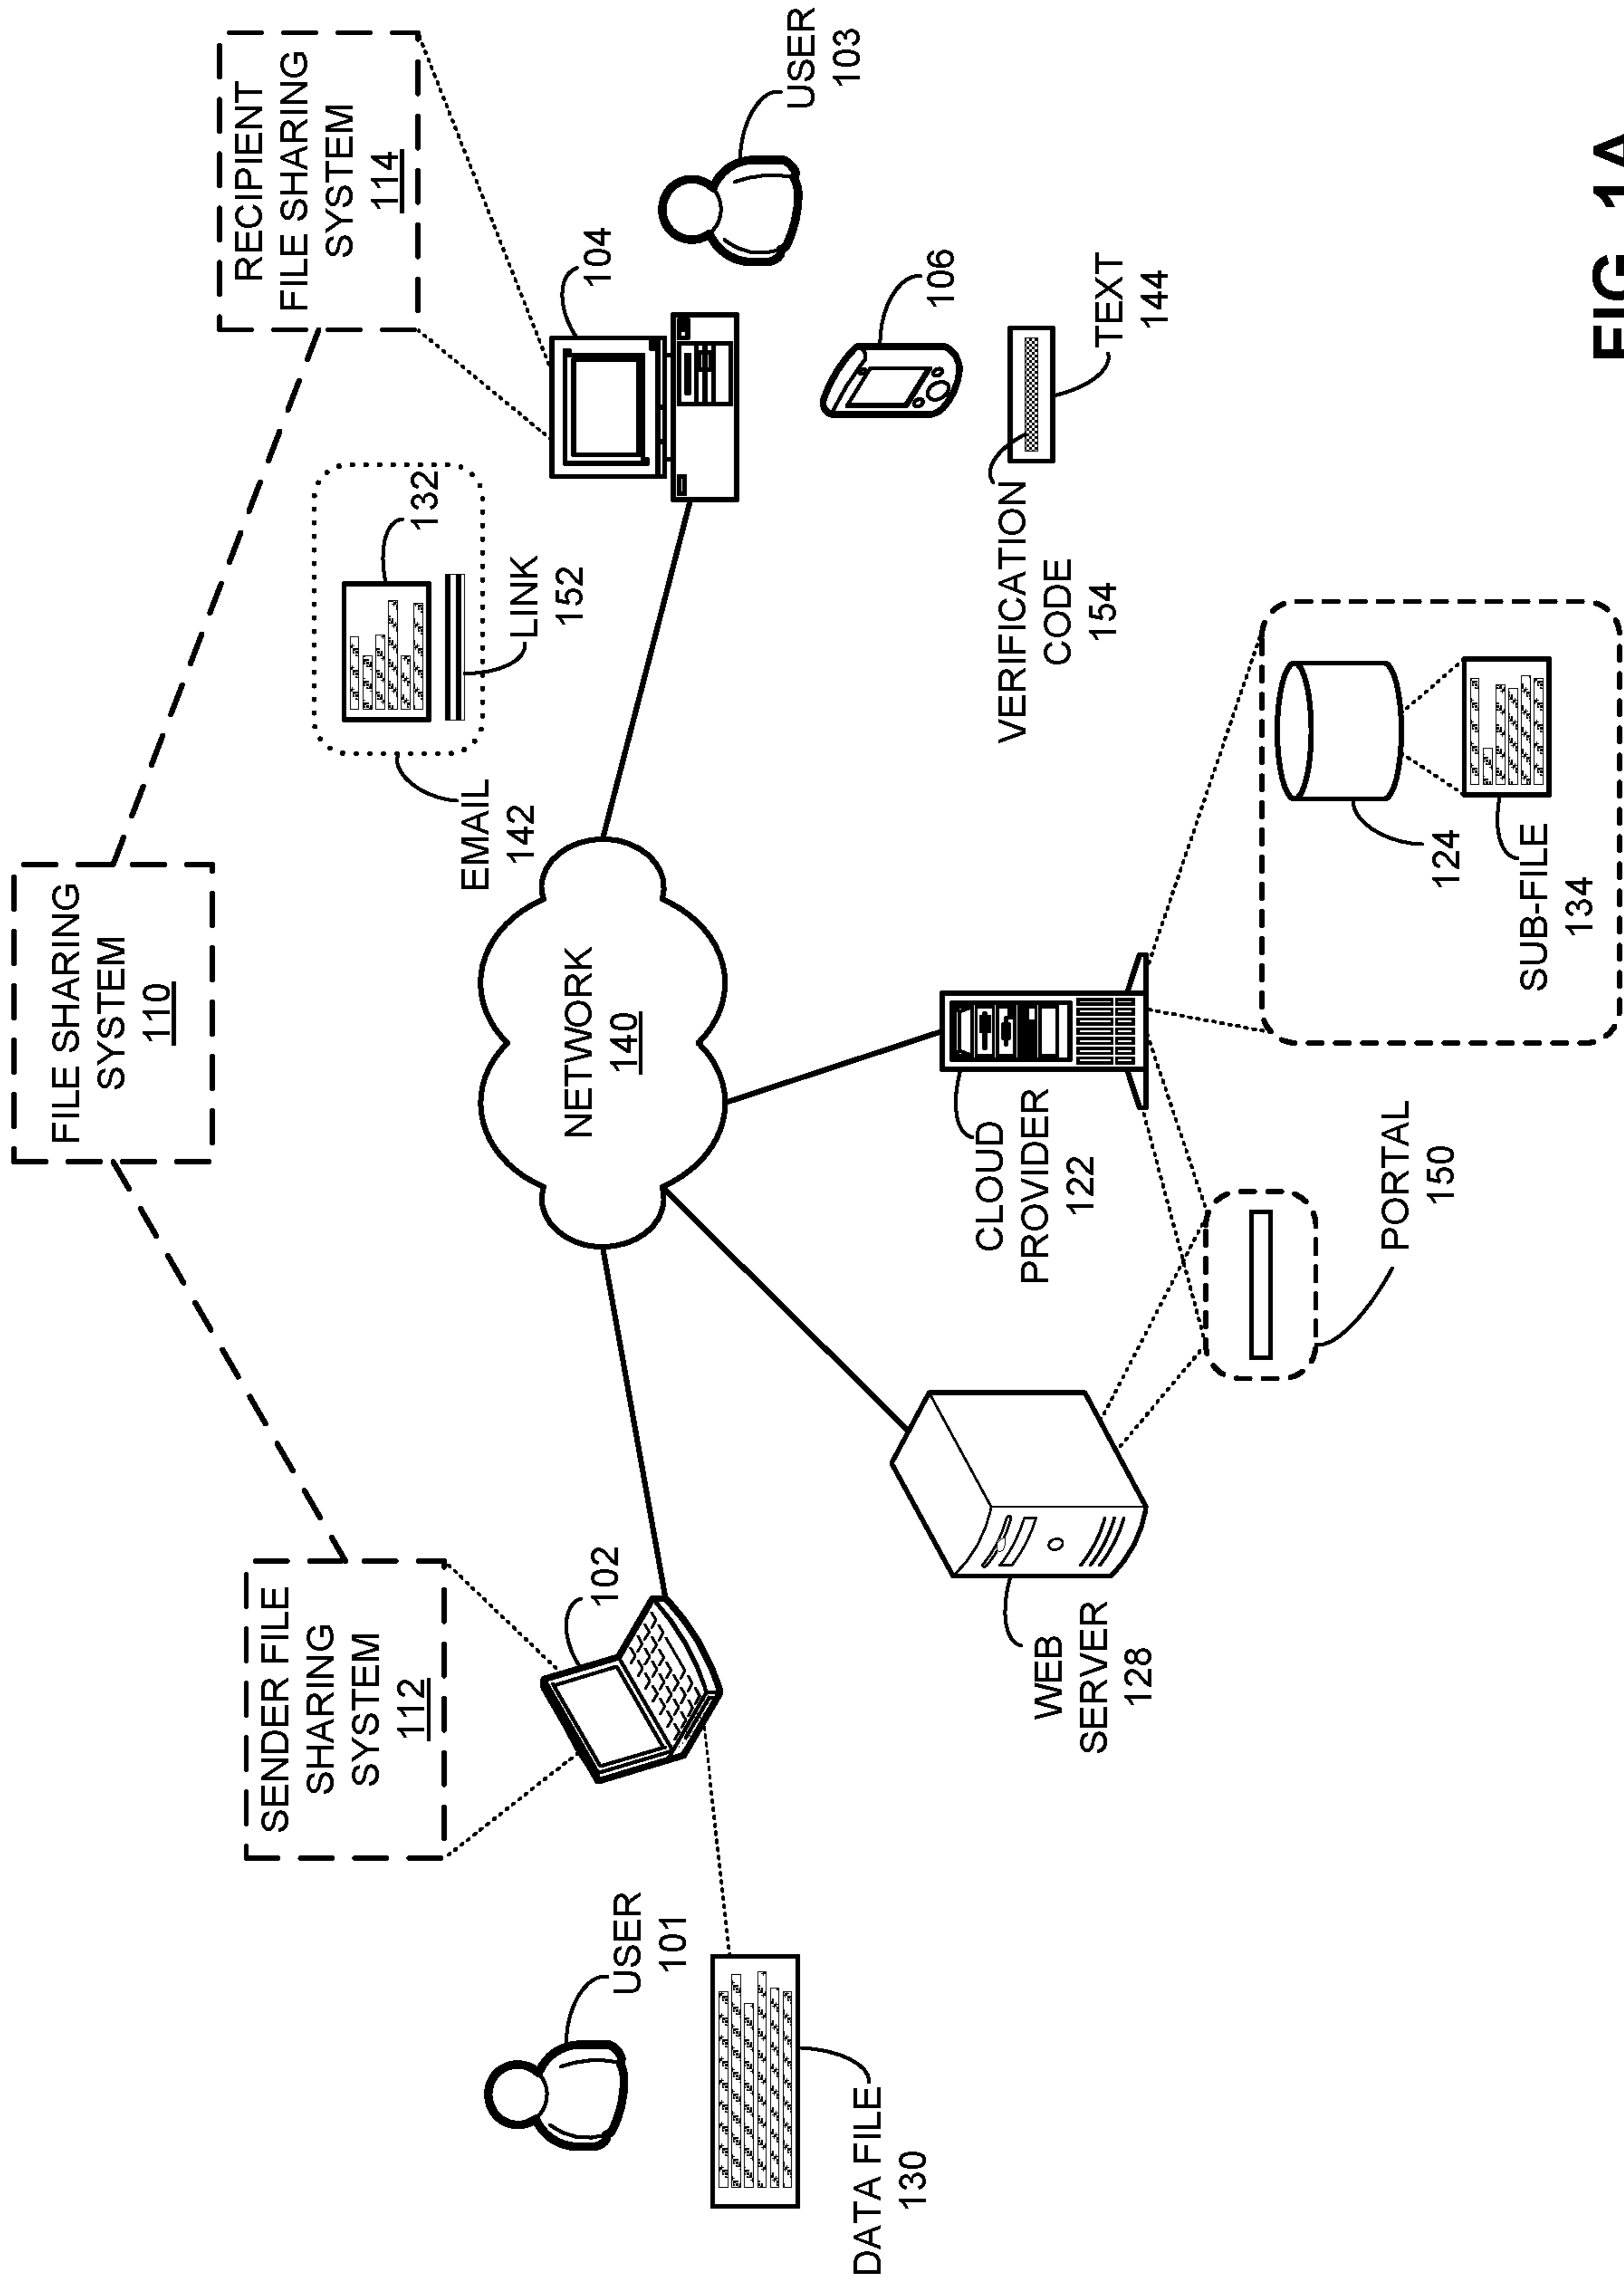 FILE SHARING
SYSTEM
110
SENDER FILE
SHARING
SYSTEM
112
RECIPIENT
FILE SHARING
SYSTEM
114
USER
101
102
DATA FILE
130
NETWORK
140
EMAIL
142
132
LINK
152
104
USER
103
106
VERIFICATION
CODE
154
TEXT
144
WEB
SERVER
128
CLOUD
PROVIDER
122
PORTAL
150
124
SUB-FILE
134
FIG. 1A